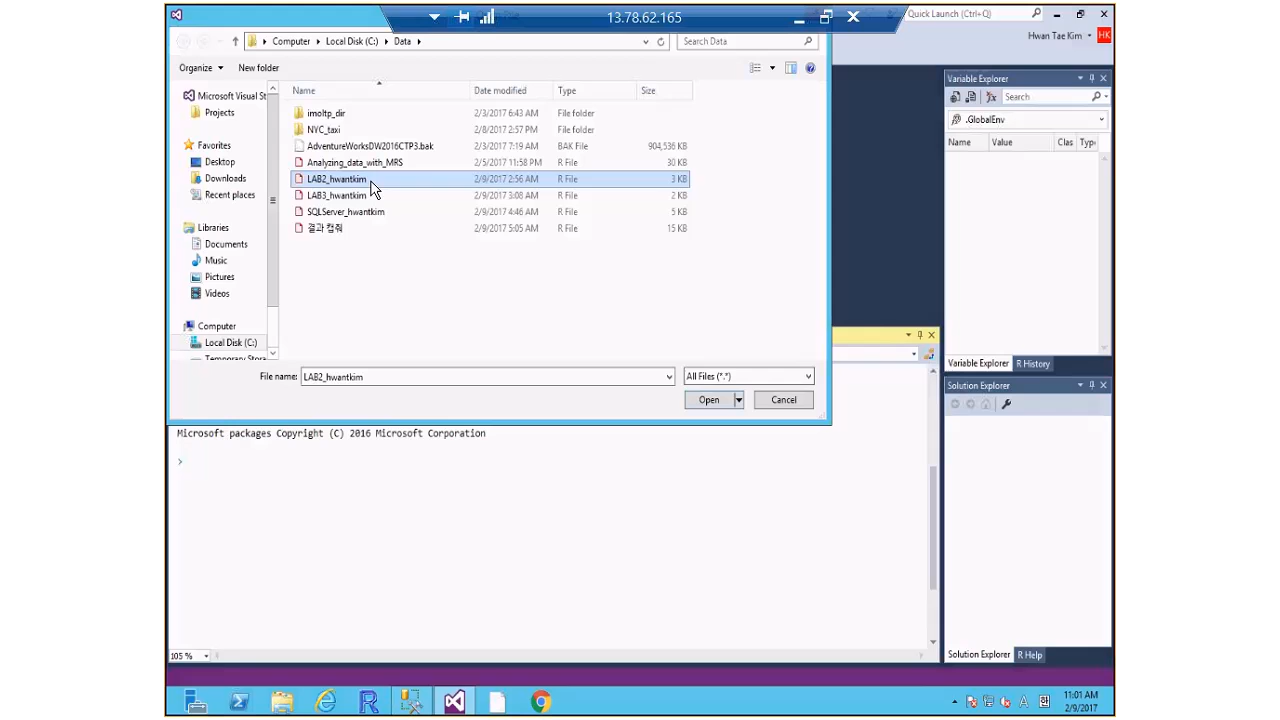 13.78.62.165
Quick Launch (Ctrl+Q)
Hwan Tae Kim
HK
Computer
Local Disk (C:)
Data
Search Data
Organize
New folder
Name
Date modified
Type
Size
Microsoft Visual St
Projects
Favorites
Desktop
Downloads
Recent places
Libraries
Documents
Music
Pictures
Videos
Computer
Local Disk (C:)
Temporary Stora
imoltp_dir 2/3/2017 6:43 AM File folder
NYC_taxi 2/8/2017 2:57 PM File folder
AdventureWorksDW2016CTP3.bak 2/3/2017 7:19 AM BAK File 904,536 KB
Analyzing_data_with_MRS 2/5/2017 11:58 PM R File 30 KB
LAB2_hwantkim 2/9/2017 2:56 AM R File 3 KB
LAB3_hwantkim 2/9/2017 3:08 AM R File 2 KB
SQLServer_hwantkim 2/9/2017 4:46 AM R File 5 KB
결과 캡춰 2/9/2017 5:05 AM R File 15 KB
File name:
LAB2_hwantkim
All Files (*.*)
Open
Cancel
Microsoft packages Copyright (C) 2016 Microsoft Corporation
>
105 %
Variable Explorer
Search
.GlobalEnv
Name
Value
Clas
Type
Variable Explorer
R History
Solution Explorer
Solution Explorer
R Help
A
한
11:01 AM
2/9/2017